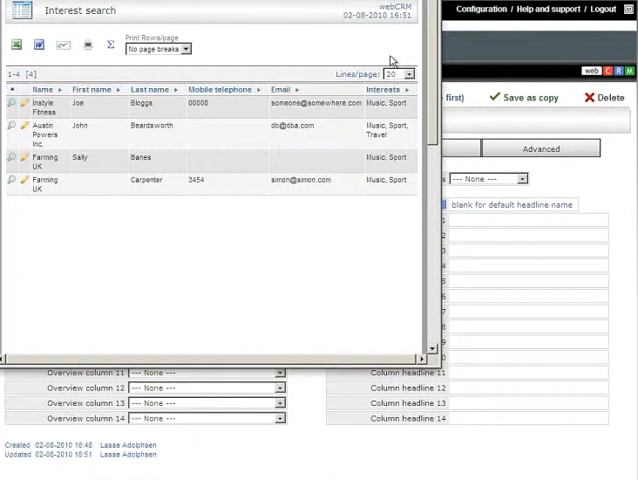 Interest search
webCRM
02-08-2010 16:51
Configuration / Help and support / Logout
Print Rows/page
No page breaks
web C R M
1-4 [4]
Lines/page: 20
first)
Save as copy
Delete
Name First name Last name Mobile telephone Email Interests
Instyle Fitness Joe Bloggs 00000 someone@somewhere.com Music, Sport
Austin Powers Inc. John Beardsworth db@dba.com Music, Sport, Travel
Farming UK Sally Banes Music, Sport
Farming UK Carpenter 3454 simon@simon.com Music, Sport
Advanced
--- None ---
blank for default headline name
Overview column 11 --- None --- Column headline 11
Overview column 12 --- None --- Column headline 12
Overview column 13 --- None --- Column headline 13
Overview column 14 --- None --- Column headline 14
Created 02-08-2010 16:48 Lasse Adolphsen
Updated 02-08-2010 16:51 Lasse Adolphsen